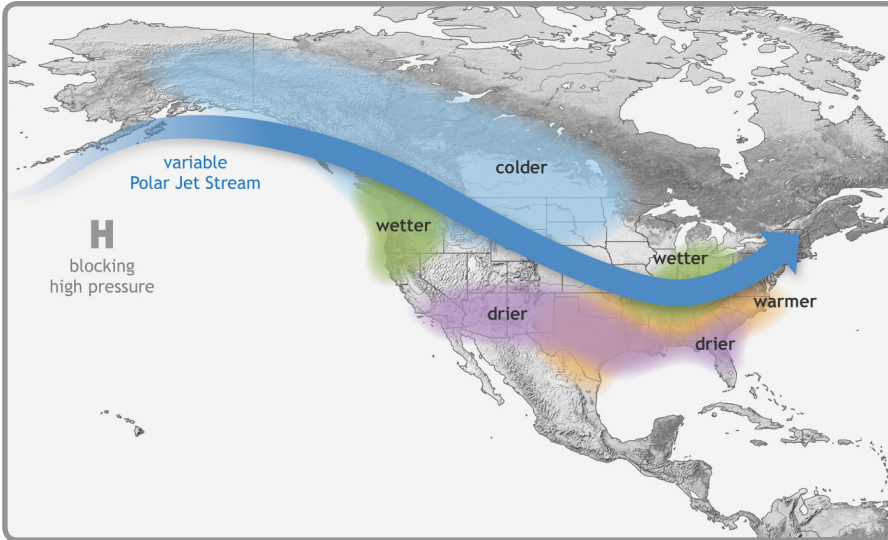 variable
Polar Jet Stream
colder
H
blocking
high pressure
wetter
wetter
warmer
drier
drier